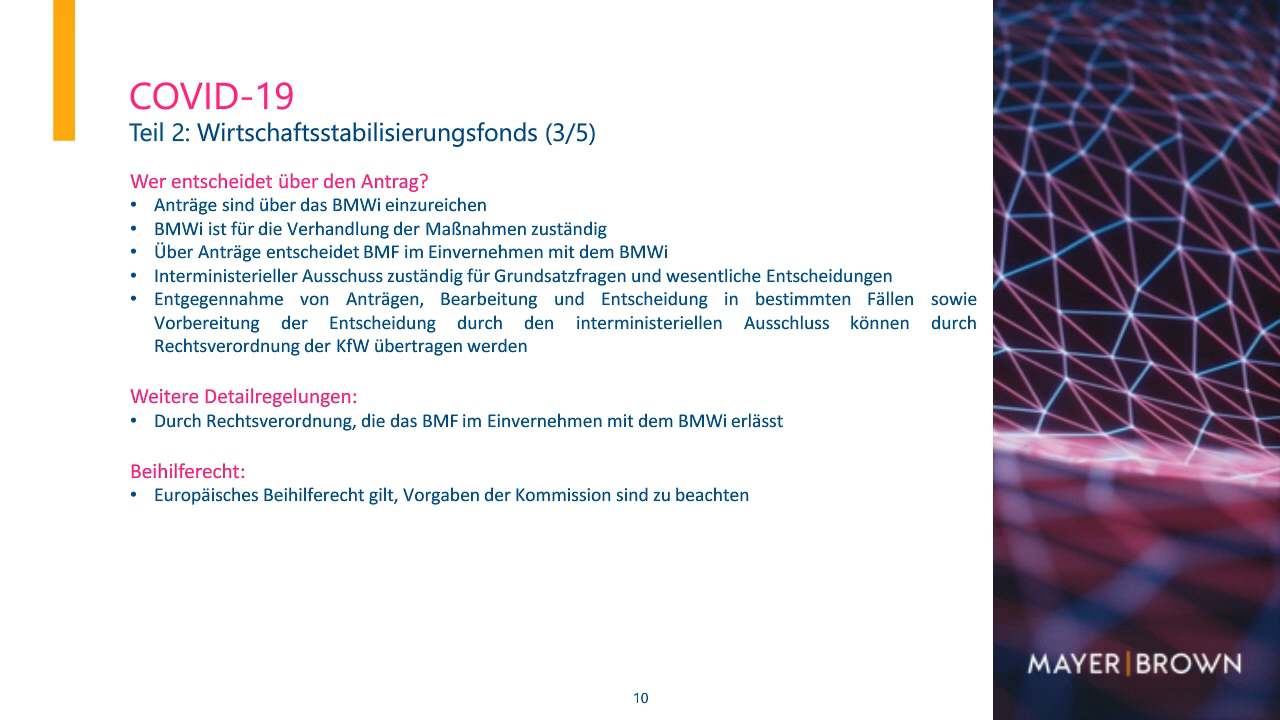 COVID-19
Teil 2: Wirtschaftsstabilisierungsfonds (3/5)
Wer entscheidet über den Antrag?
• Anträge sind über das BMWi einzureichen
• BMWi ist für die Verhandlung der Maßnahmen zuständig
• Über Anträge entscheidet BMF im Einvernehmen mit dem BMWi
• Interministerieller Ausschuss zuständig für Grundsatzfragen und wesentliche Entscheidungen
• Entgegennahme von Anträgen, Bearbeitung und Entscheidung in bestimmten Fällen sowie
Vorbereitung der Entscheidung durch den interministeriellen Ausschluss können durch
Rechtsverordnung der KfW übertragen werden
Weitere Detailregelungen:
• Durch Rechtsverordnung, die das BMF im Einvernehmen mit dem BMWi erlässt
Beihilferecht:
• Europäisches Beihilferecht gilt, Vorgaben der Kommission sind zu beachten
MAYER|BROWN
10